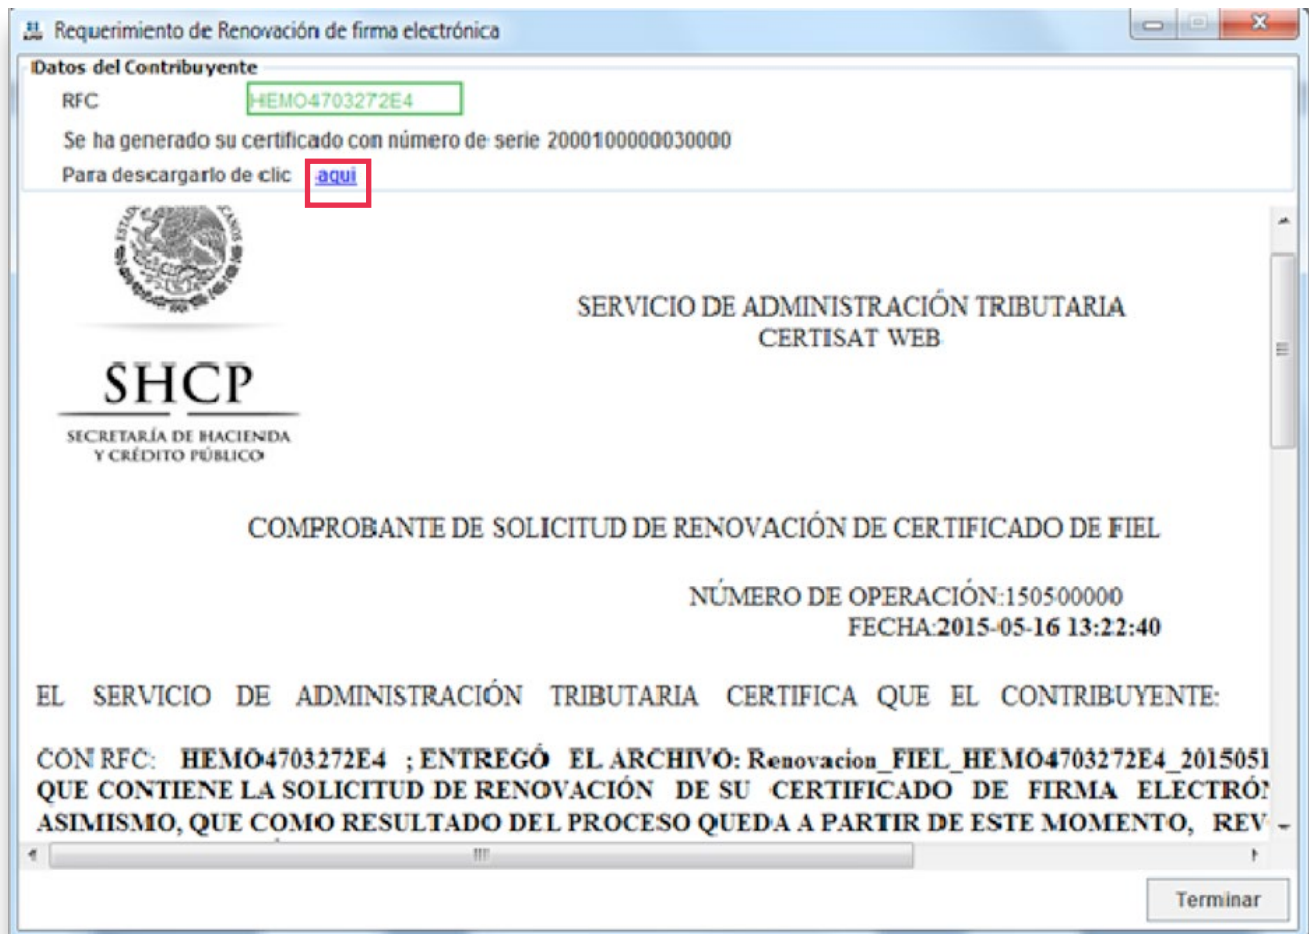 Requerimiento de Renovación de firma electrónica
Datos del Contribuyente
RFC HEMO4703272E4
Se ha generado su certificado con número de serie 2000100000030000
Para descargarlo de clic aqui
SERVICIO DE ADMINISTRACIÓN TRIBUTARIA
CERTISAT WEB
SHCP
SECRETARÍA DE HACIENDA
Y CRÉDITO PÚBLICO
COMPROBANTE DE SOLICITUD DE RENOVACIÓN DE CERTIFICADO DE FIEL
NÚMERO DE OPERACIÓN:150500000
FECHA:2015-05-16 13:22:40
EL SERVICIO DE ADMINISTRACIÓN TRIBUTARIA CERTIFICA QUE EL CONTRIBUYENTE:
CON RFC: HEMO4703272E4 ; ENTREGÓ EL ARCHIVO: Renovacion_FIEL_HEMO4703272E4_2015051
QUE CONTIENE LA SOLICITUD DE RENOVACIÓN DE SU CERTIFICADO DE FIRMA ELECTRÓN
ASIMISMO, QUE COMO RESULTADO DEL PROCESO QUEDA A PARTIR DE ESTE MOMENTO, REV
Terminar